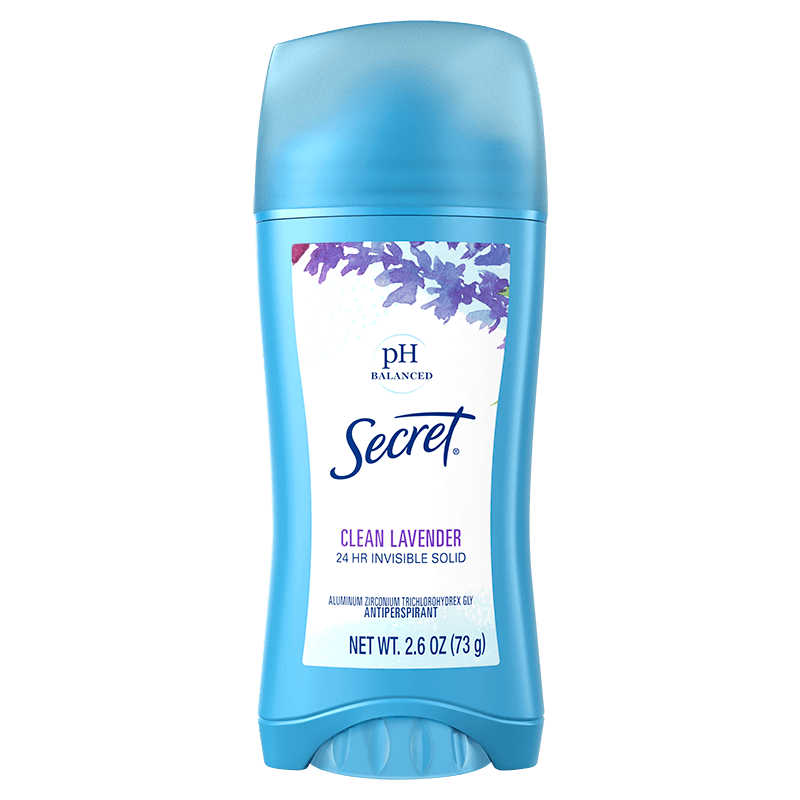 pH
BALANCED
Secret®
CLEAN LAVENDER
24 HR INVISIBLE SOLID
ALUMINUM ZIRCONIUM TRICHLOROHYDREX GLY
ANTIPERSPIRANT
NET WT. 2.6 OZ (73 g)